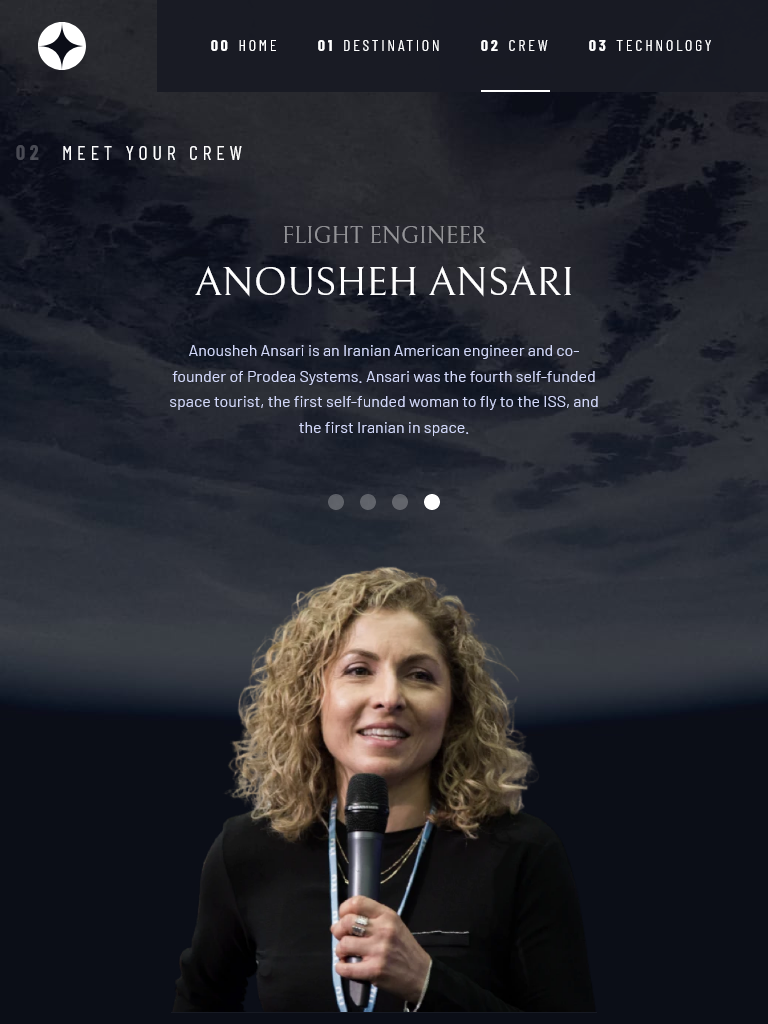 00 HOME 01 DESTINATION 02 CREW 03 TECHNOLOGY
02 MEET YOUR CREW
FLIGHT ENGINEER
ANOUSHEH ANSARI
Anousheh Ansari is an Iranian American engineer and co-
founder of Prodea Systems. Ansari was the fourth self-funded
space tourist, the first self-funded woman to fly to the ISS, and
the first Iranian in space.